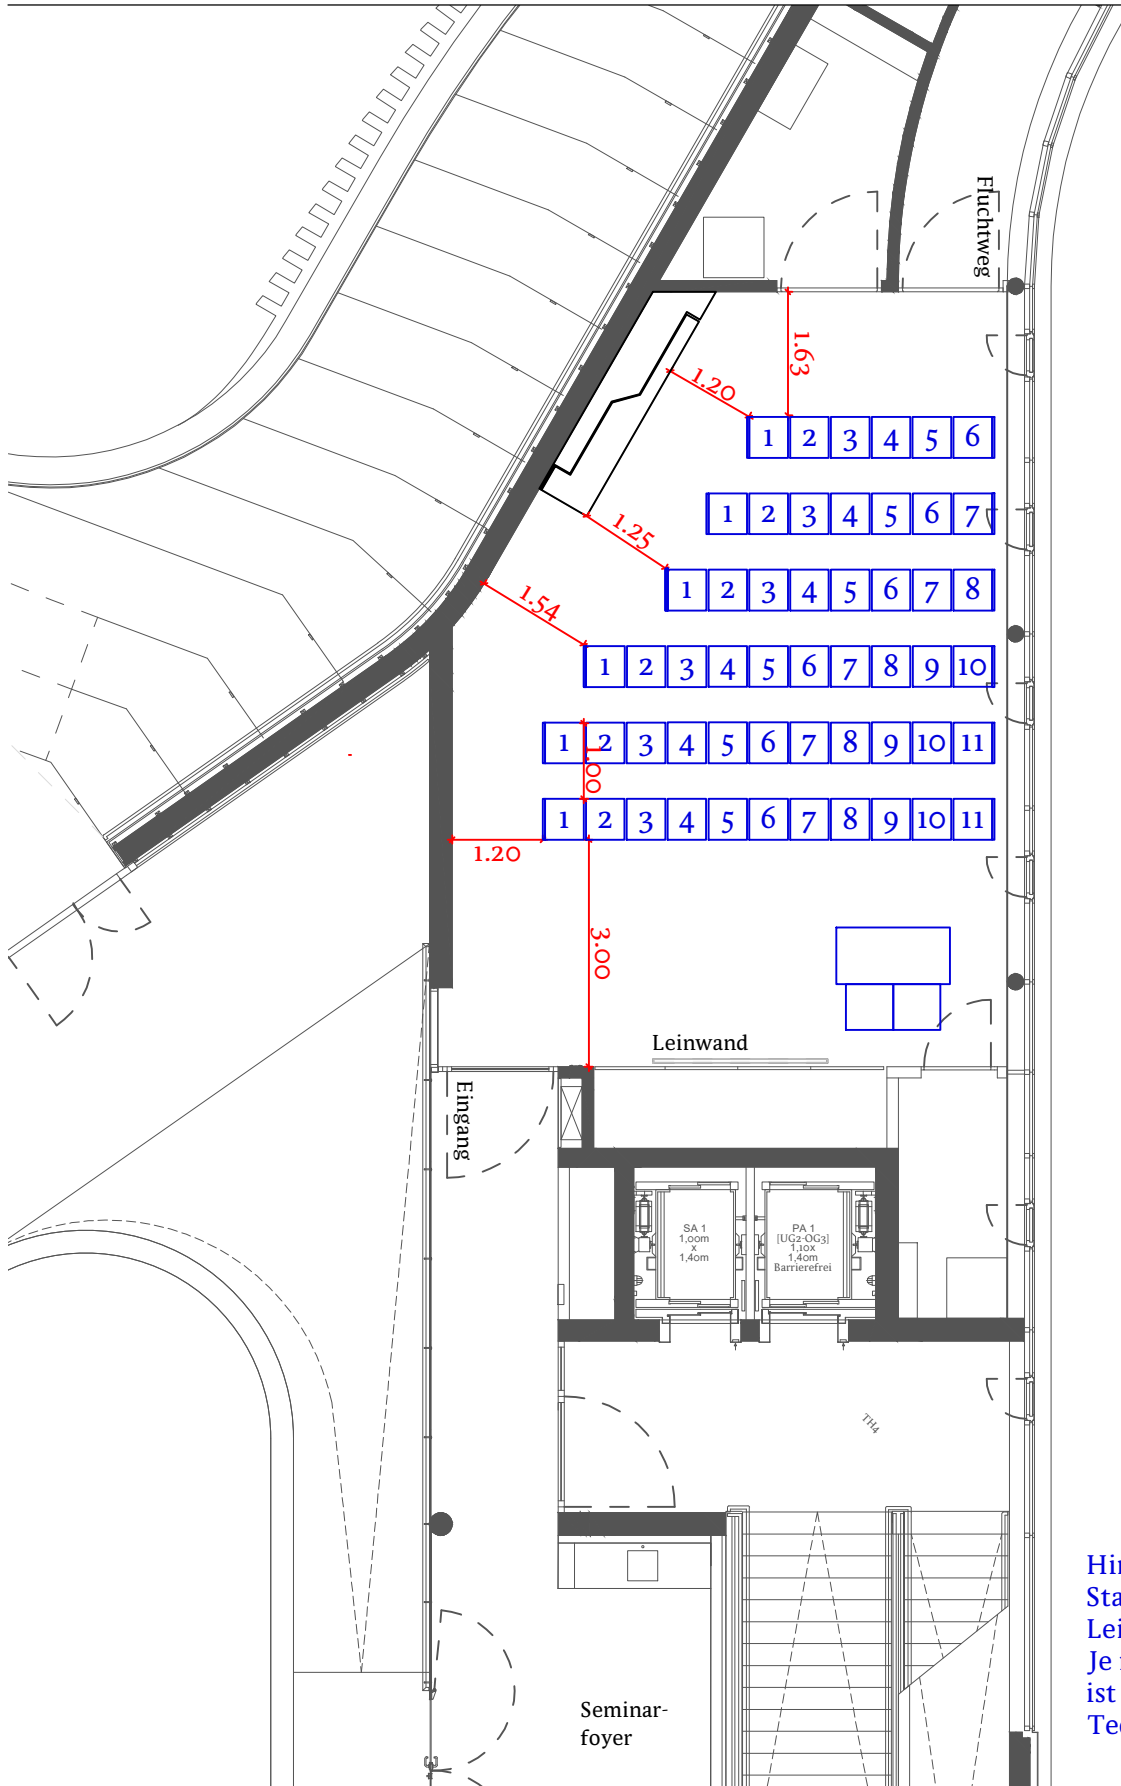 Fluchtweg
1.63
1.20
1 2 3 4 5 6
1 2 3 4 5 6 7
1.25
1 2 3 4 5 6 7 8
1.54
1 2 3 4 5 6 7 8 9 10
1 2 3 4 5 6 7 8 9 10 11
1.00
1 2 3 4 5 6 7 8 9 10 11
1.20
3.00
Leinwand
Eingang
SA 1
1,00m
x
1,40m
PA 1
[UG2-OG3]
1,10x
1,40m
Barrierefrei
TH4
Seminar-
foyer
Je
ist